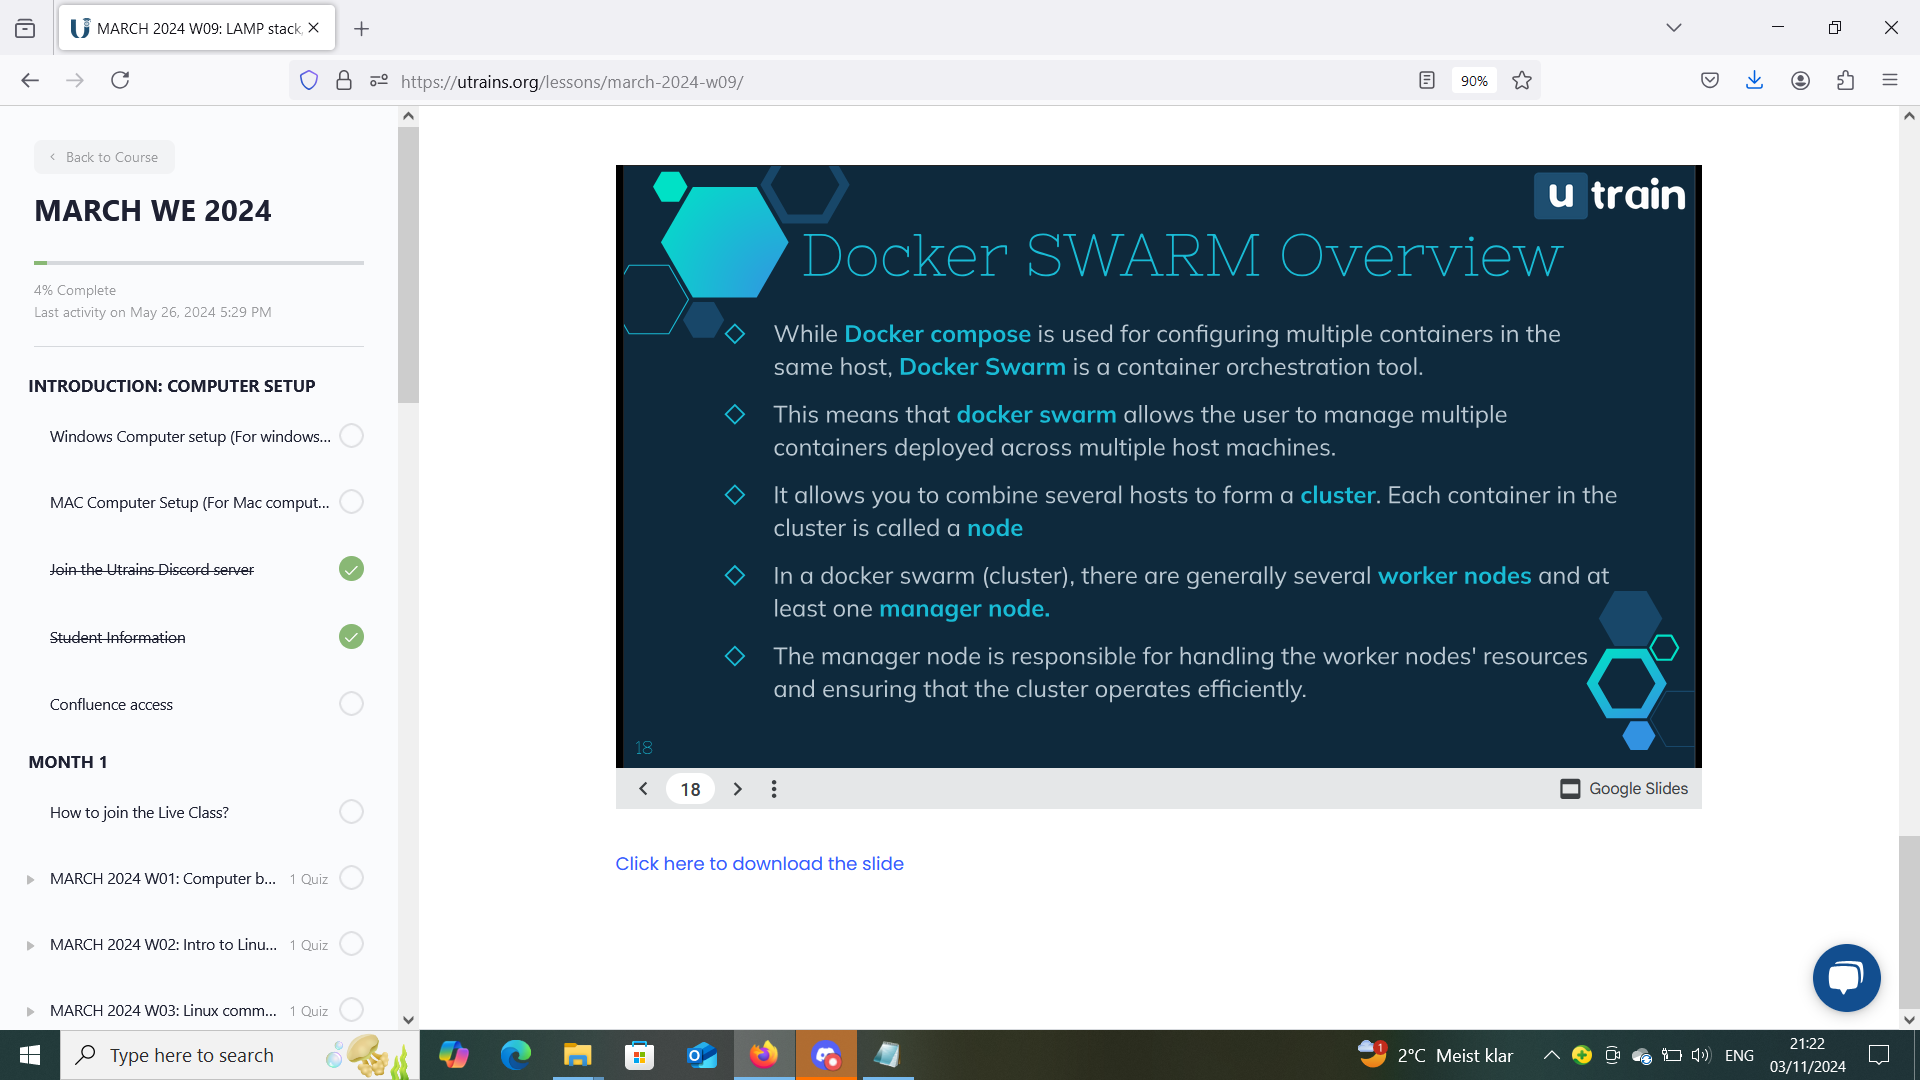 MARCH 2024 W09: LAMP stack,
https://utrains.org/lessons/march-2024-w09/
90%
Back to Course
MARCH WE 2024
4% Complete
Last activity on May 26, 2024 5:29 PM
INTRODUCTION: COMPUTER SETUP
Windows Computer setup (For windows...
MAC Computer Setup (For Mac comput...
Join the Utrains Discord server
Student Information
Confluence access
MONTH 1
How to join the Live Class?
MARCH 2024 W01: Computer b... 1 Quiz
MARCH 2024 W02: Intro to Linu... 1 Quiz
MARCH 2024 W03: Linux comm... 1 Quiz
u train
Docker SWARM Overview
While Docker compose is used for configuring multiple containers in the
same host, Docker Swarm is a container orchestration tool.
This means that docker swarm allows the user to manage multiple
containers deployed across multiple host machines.
It allows you to combine several hosts to form a cluster. Each container in the
cluster is called a node
In a docker swarm (cluster), there are generally several worker nodes and at
least one manager node.
The manager node is responsible for handling the worker nodes' resources
and ensuring that the cluster operates efficiently.
18
18
Google Slides
Click here to download the slide
Type here to search
1
2°C Meist klar
ENG
21:22
03/11/2024